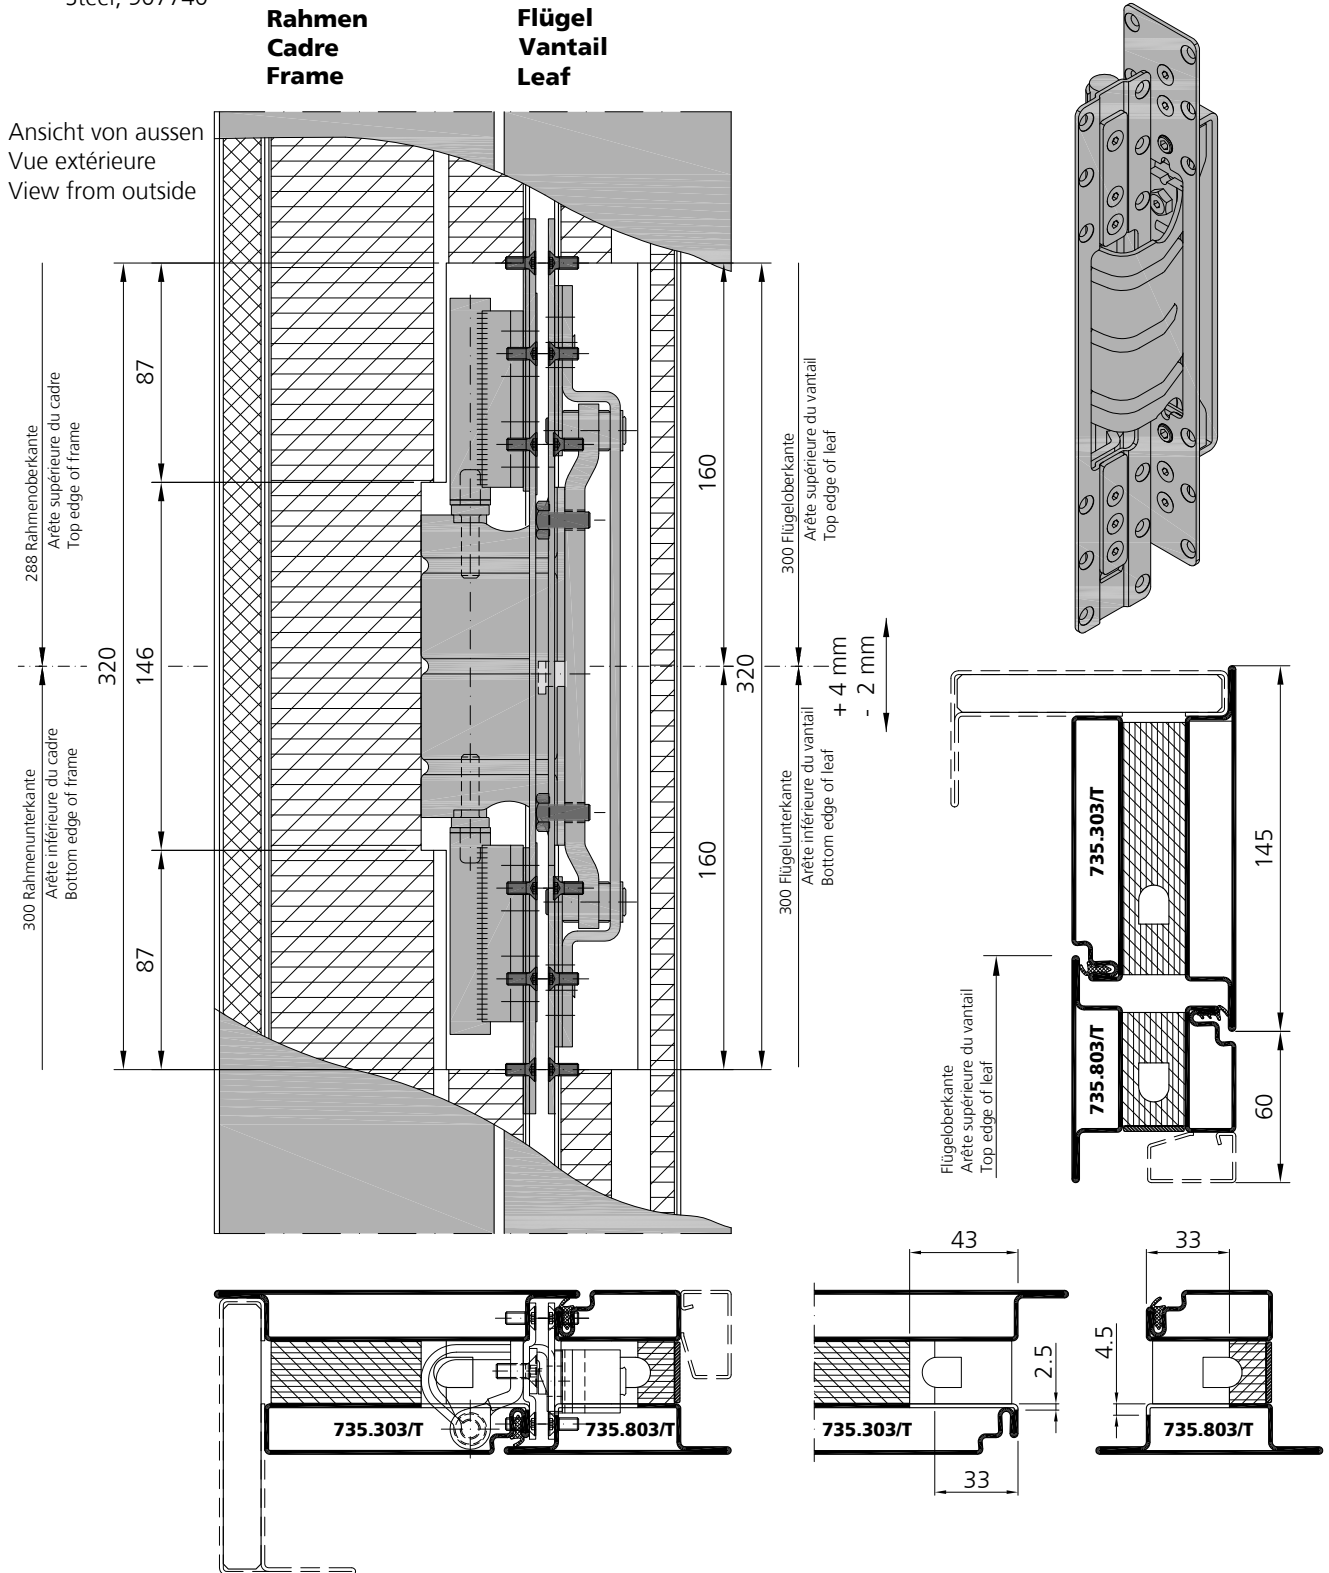 Rahmen
Cadre
Frame
Flügel
Vantail
Leaf
Ansicht von aussen
Vue extérieure
View from outside
288 Rahmenoberkante
Arête supérieure du cadre
Top edge of frame
300 Rahmenunterkante
Arête inférieure du cadre
Bottom edge of frame
320
87
146
87
160
160
320
300 Flügeloberkante
Arête supérieure du vantail
Top edge of leaf
300 Flügelunterkante
Arête inférieure du vantail
Bottom edge of leaf
+ 4 mm
- 2 mm
735.303/T
735.803/T
145
60
Flügeloberkante
Arête supérieure du vantail
Top edge of leaf
735.303/T
735.803/T
43
2.5
735.303/T
33
33
4.5
735.803/T